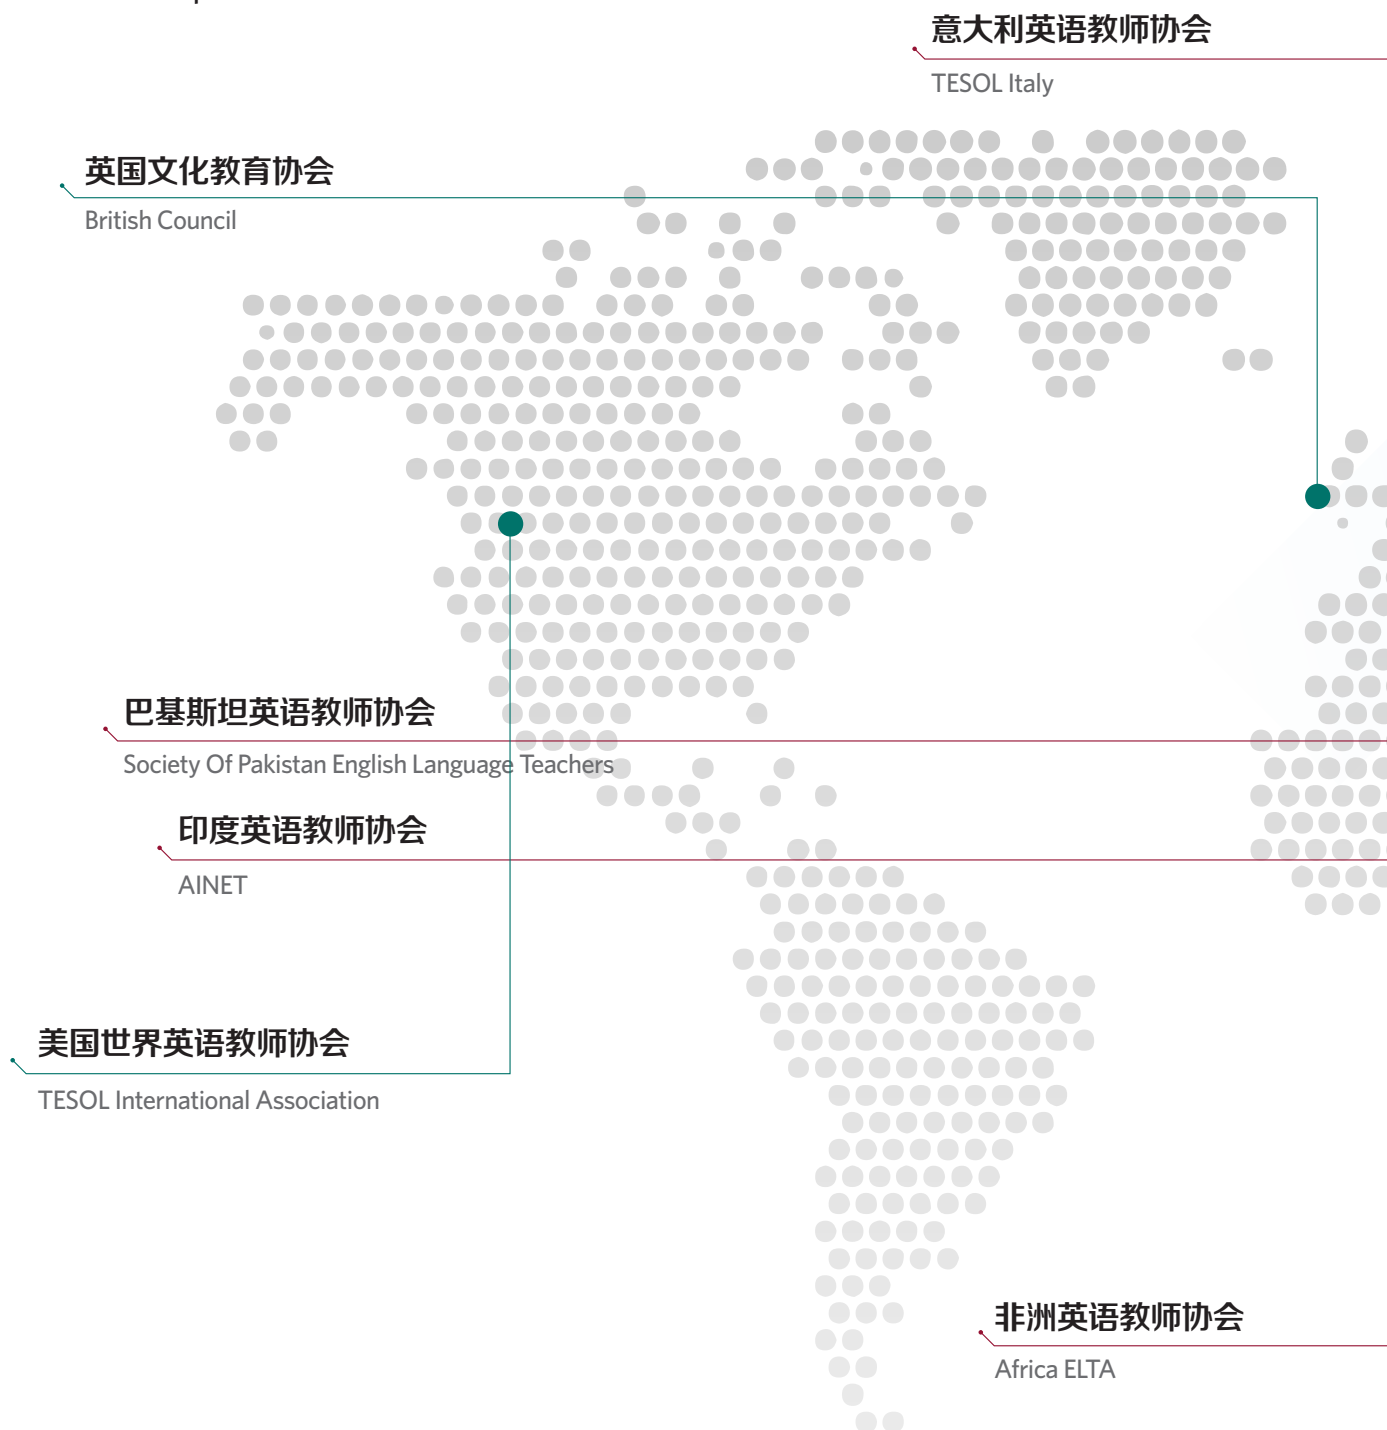 意大利英语教师协会
TESOL Italy
英国文化教育协会
British Council
巴基斯坦英语教师协会
Society Of Pakistan English Language Teachers
印度英语教师协会
AINET
美国世界英语教师协会
TESOL International Association
非洲英语教师协会
Africa ELTA